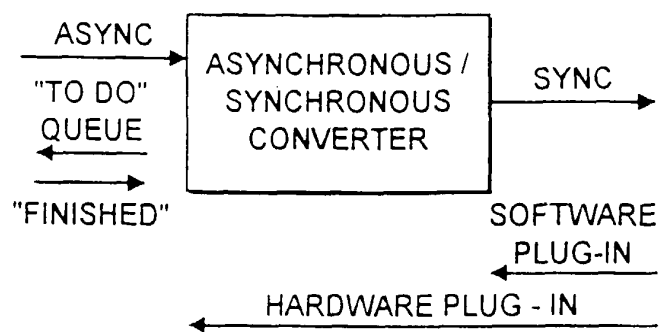 ASYNC
"TO DO"
QUEUE
"FINISHED"
ASYNCHRONOUS /
SYNCHRONOUS
CONVERTER
SYNC
SOFTWARE
PLUG-IN
HARDWARE PLUG - IN